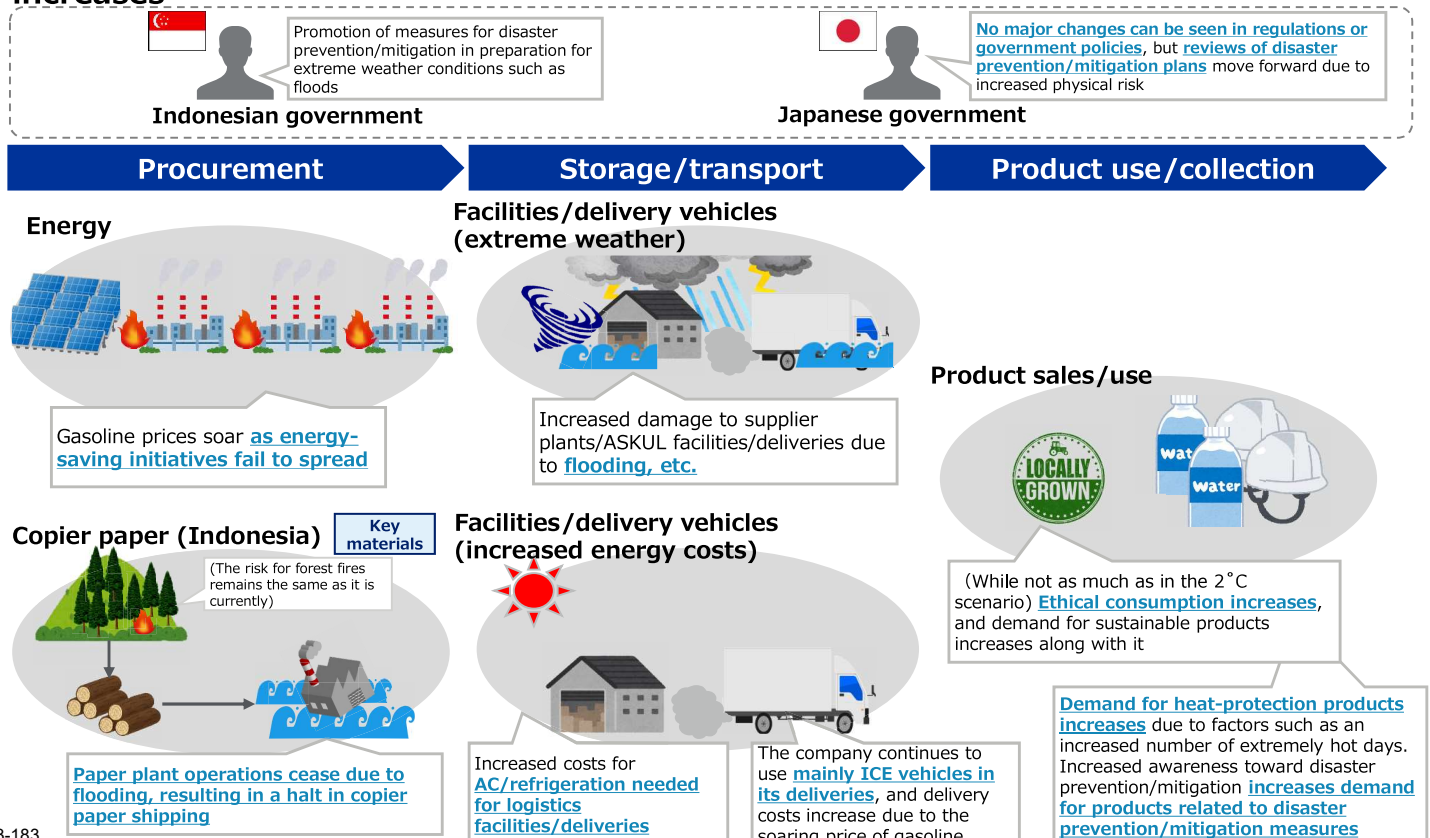 increases
Promotion of measures for disaster
prevention/mitigation in preparation for
extreme weather conditions such as
floods
Indonesian government
No major changes can be seen in regulations or
government policies, but reviews of disaster
prevention/mitigation plans move forward due to
increased physical risk
Japanese government
Procurement
Storage/transport
Product use/collection
Energy
Gasoline prices soar as energy-
saving initiatives fail to spread
Copier paper (Indonesia)
Key
materials
(The risk for forest fires
remains the same as it is
currently)
Paper plant operations cease due to
flooding, resulting in a halt in copier
paper shipping
Facilities/delivery vehicles
(extreme weather)
Increased damage to supplier
plants/ASKUL facilities/deliveries due
to flooding, etc.
Facilities/delivery vehicles
(increased energy costs)
Increased costs for
AC/refrigeration needed
for logistics
facilities/deliveries
The company continues to
use mainly ICE vehicles in
its deliveries, and delivery
costs increase due to the
soaring price of gasoline
Product sales/use
LOCALLY
GROWN
Wat
Water
(While not as much as in the 2˚C
scenario) Ethical consumption increases,
and demand for sustainable products
increases along with it
Demand for heat-protection products
increases due to factors such as an
increased number of extremely hot days.
Increased awareness toward disaster
prevention/mitigation increases demand
for products related to disaster
prevention/mitigation measures
3-183